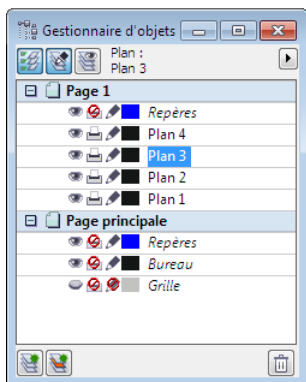 Gestionnaire d'objets
Plan :
Plan 3
Page 1
Repères
Plan 4
Plan 3
Plan 2
Plan 1
Page principale
Repères
Bureau
Grille